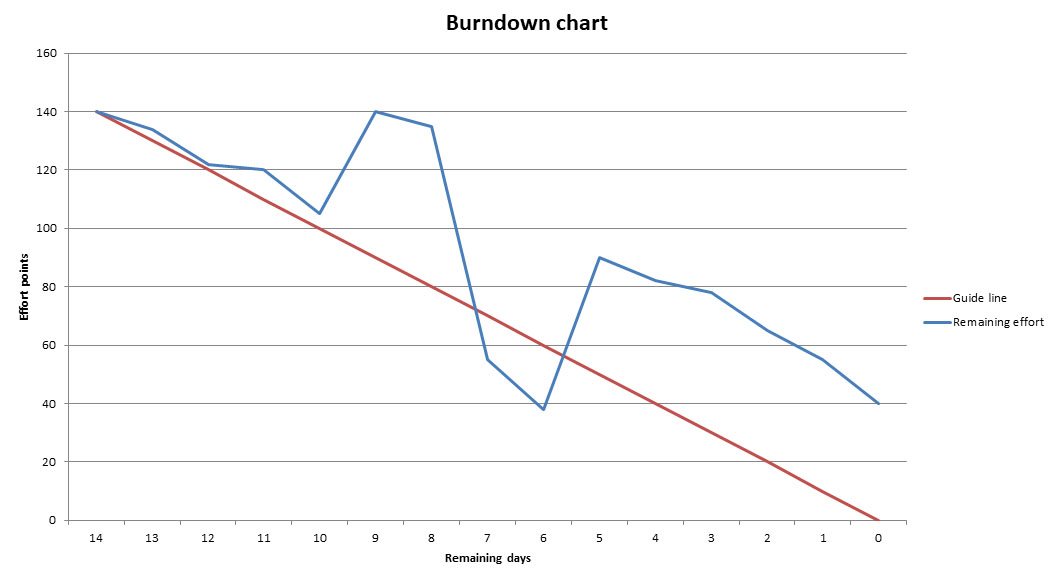 Burndown chart
160
140
120
100
80
60
40
20
0
Effort points
14 13 12 11 10 9 8 7 6 5 4 3 2 1 0
Remaining days
Guide line
Remaining effort